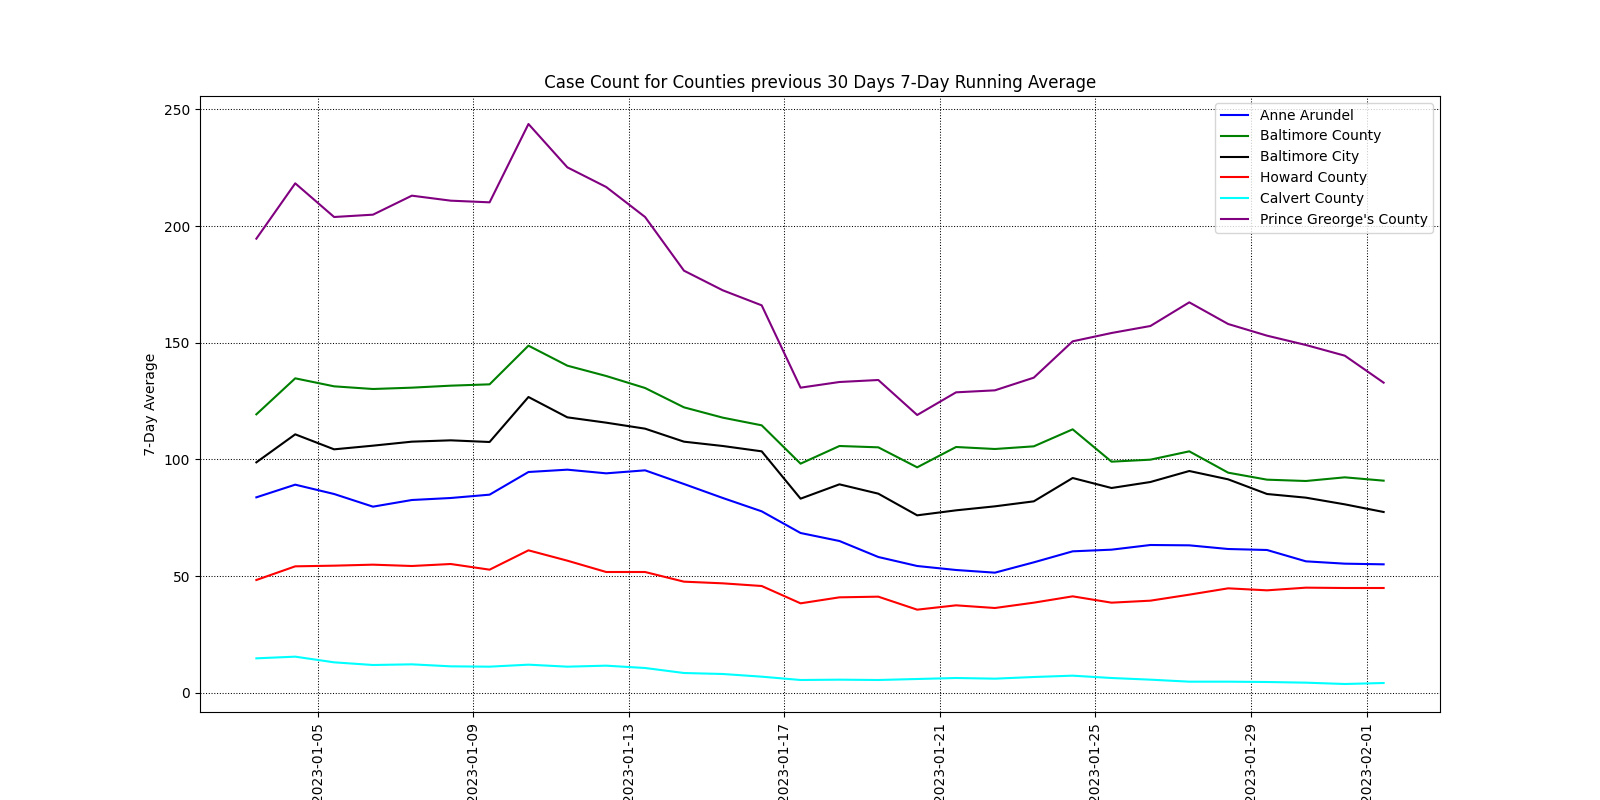 Case Count for Counties previous 30 Days 7-Day Running Average
250
200
150
100
50
0
7-Day Average
Anne Arundel
Baltimore County
Baltimore City
Howard County
Calvert County
Prince Greorge's County
2023-01-05
2023-01-09
2023-01-13
2023-01-17
2023-01-21
2023-01-25
2023-01-29
2023-02-01